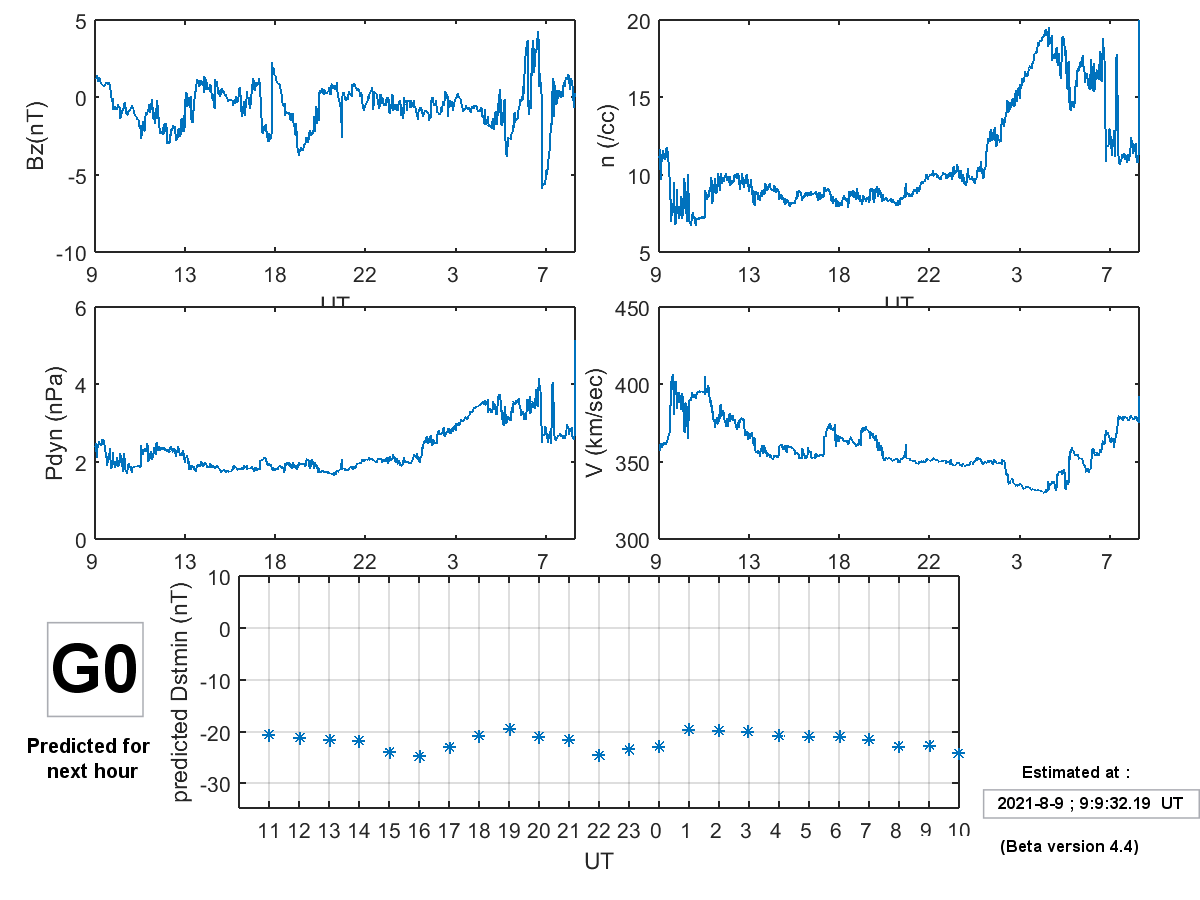 5
0
-5
-10
Bz(nT)
9 13 18 22 3 7
UT
20
15
10
5
n (/cc)
9 13 18 22 3 7
UT
6
4
2
0
Pdyn (nPa)
9 13 18 22 3 7
450
400
350
300
V (km/sec)
9 13 18 22 3 7
10
0
-10
-20
-30
predicted Dstmin (nT)
11 12 13 14 15 16 17 18 19 20 21 22 23 0 1 2 3 4 5 6 7 8 9 10
UT
G0
Predicted for
next hour
Estimated at :
2021-8-9 ; 9:9:32.19 UT
(Beta version 4.4)